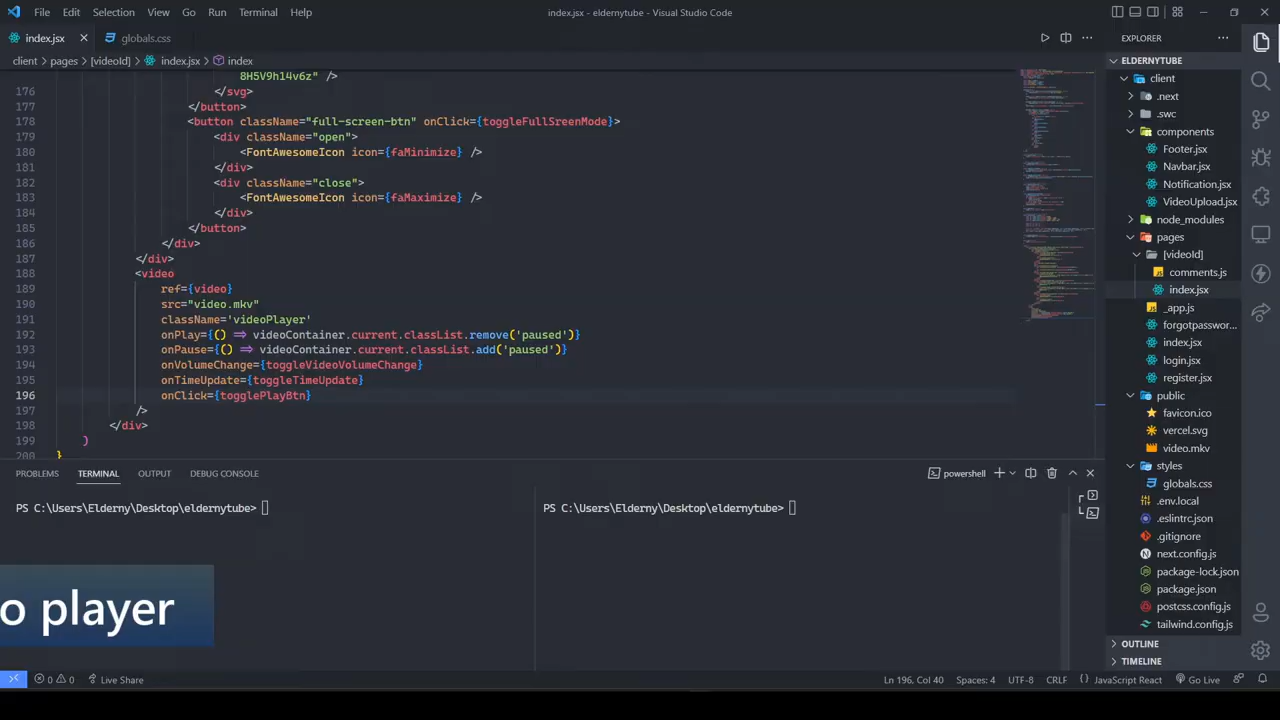 File Edit Selection View Go Run Terminal Help
index.jsx - eldernytube - Visual Studio Code
index.jsx
globals.css
client > pages > [videoId] > index.jsx > index
8H5V9h14v6z" />
176 </svg>
177 </button>
178 <button className="full-screen-btn" onClick={toggleFullSreenMode}>
179 <div className="open">
180 <FontAwesomeIcon icon={faMinimize} />
181 </div>
182 <div className="close">
183 <FontAwesomeIcon icon={faMaximize} />
184 </div>
185 </button>
186 </div>
187 </div>
188 <video
189 ref={video}
190 src="video.mkv"
191 className='videoPlayer'
192 onPlay={() => videoContainer.current.classList.remove('paused')}
193 onPause={() => videoContainer.current.classList.add('paused')}
194 onVolumeChange={toggleVideoVolumeChange}
195 onTimeUpdate={toggleTimeUpdate}
196 onClick={togglePlayBtn}
197 />
198 </div>
199 )
200 }
PROBLEMS TERMINAL OUTPUT DEBUG CONSOLE
powershell
PS C:\Users\Elderny\Desktop\eldernytube>
PS C:\Users\Elderny\Desktop\eldernytube>
o player
EXPLORER
ELDERNYTUBE
client
.next
.swc
components
Footer.jsx
Navbar.jsx
Notification.jsx
VideoUpload.jsx
node_modules
pages
[videoId]
comments.js
index.jsx
_app.js
forgotpasswor...
index.jsx
login.jsx
register.jsx
public
favicon.ico
vercel.svg
video.mkv
styles
globals.css
.env.local
.eslintrc.json
.gitignore
next.config.js
package-lock.json
package.json
postcss.config.js
tailwind.config.js
OUTLINE
TIMELINE
0 0 Live Share
Ln 196, Col 40 Spaces: 4 UTF-8 CRLF {} JavaScript React Go Live